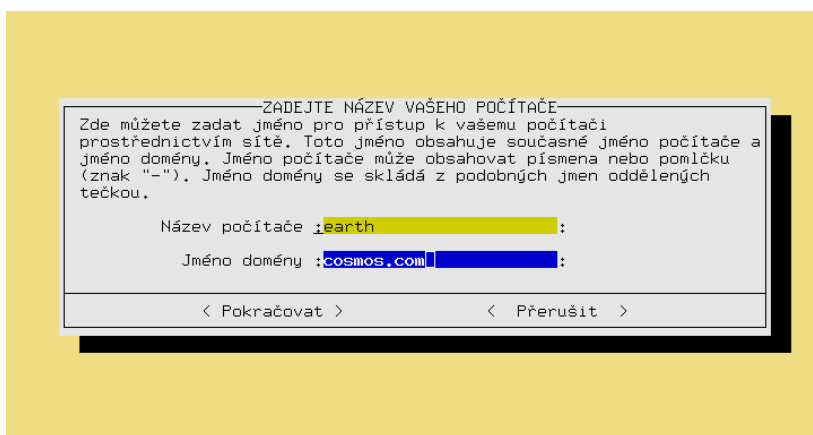 ZADEJTE NÁZEV VAŠEHO POČÍTAČE
Zde můžete zadat jméno pro přístup k vašemu počítači
prostřednictvím sítě. Toto jméno obsahuje současné jméno počítače a
jméno domény. Jméno počítače může obsahovat písmena nebo pomlčku
(znak "-"). Jméno domény se skládá z podobných jmen oddělených
tečkou.
Název počítače :earth :
Jméno domény :cosmos.com :
< Pokračovat > < Přerušit >